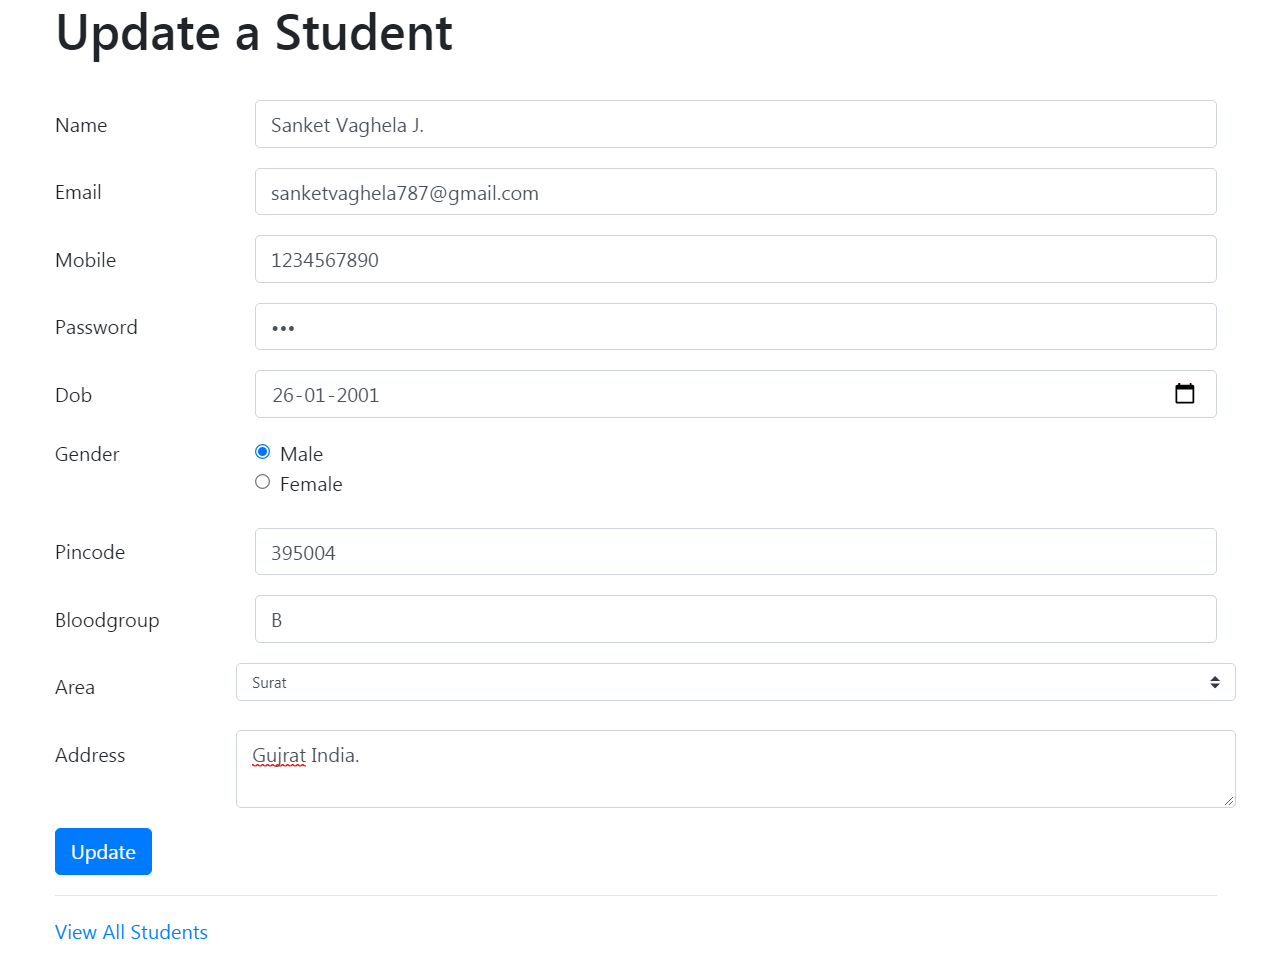 Update a Student
Name Sanket Vaghela J.
Email sanketvaghela787@gmail.com
Mobile 1234567890
Password •••
Dob 26-01-2001
Gender Male
Female
Pincode 395004
Bloodgroup B
Area Surat
Address Gujrat India.
Update
View All Students